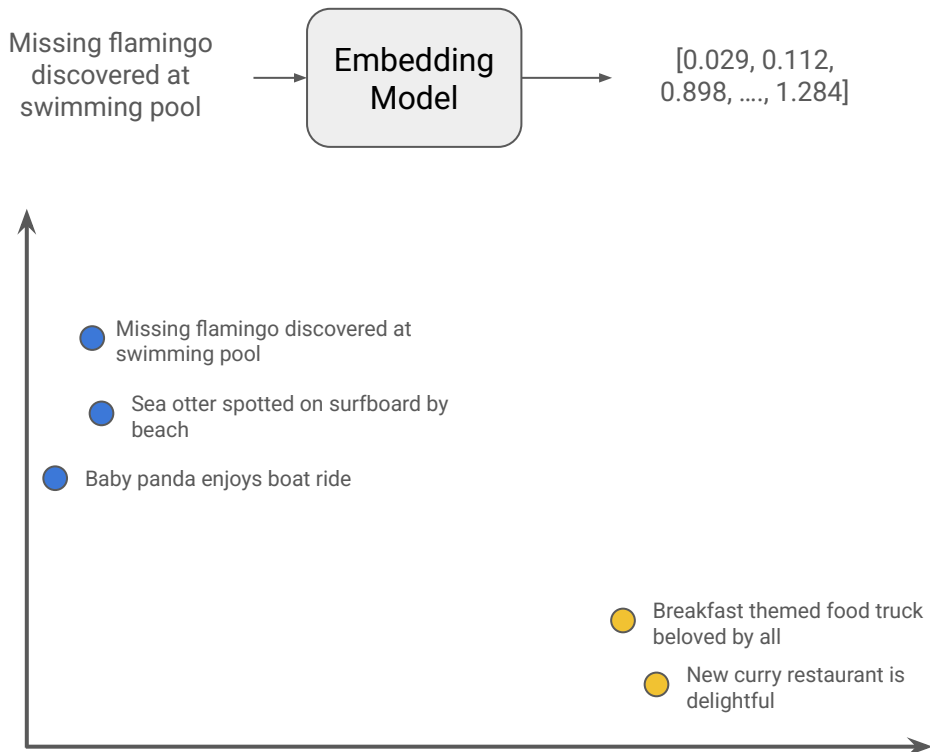 Missing flamingo
discovered at
swimming pool
Embedding
Model
[0.029, 0.112,
0.898, ...., 1.284]
Missing flamingo discovered at
swimming pool
Sea otter spotted on surfboard by
beach
Baby panda enjoys boat ride
Breakfast themed food truck
beloved by all
New curry restaurant is
delightful